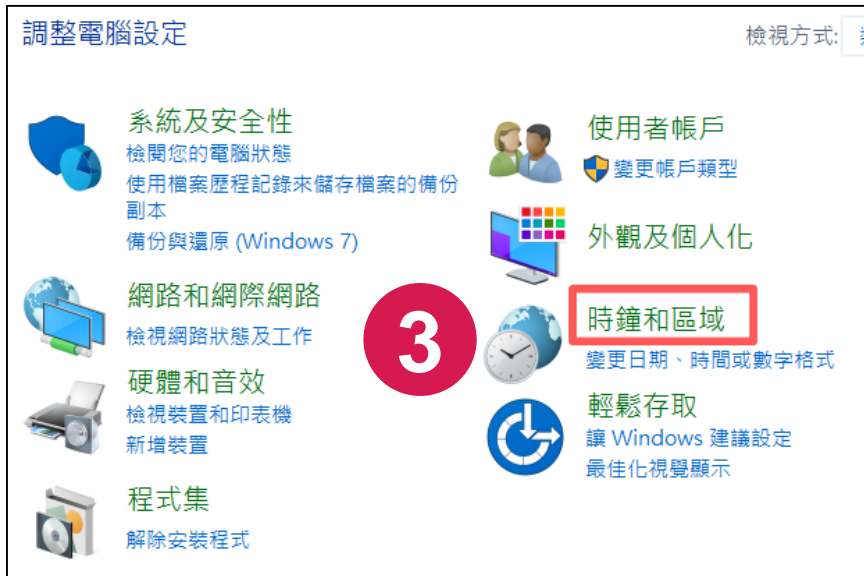 調整電腦設定
檢視方式:
系統及安全性
檢閱您的電腦狀態
使用檔案歷程記錄來儲存檔案的備份
副本
備份與還原 (Windows 7)
網路和網際網路
檢視網路狀態及工作
硬體和音效
檢視裝置和印表機
新增裝置
程式集
解除安裝程式
使用者帳戶
變更帳戶類型
外觀及個人化
3
時鐘和區域
變更日期、時間或數字格式
輕鬆存取
讓 Windows 建議設定
最佳化視覺顯示